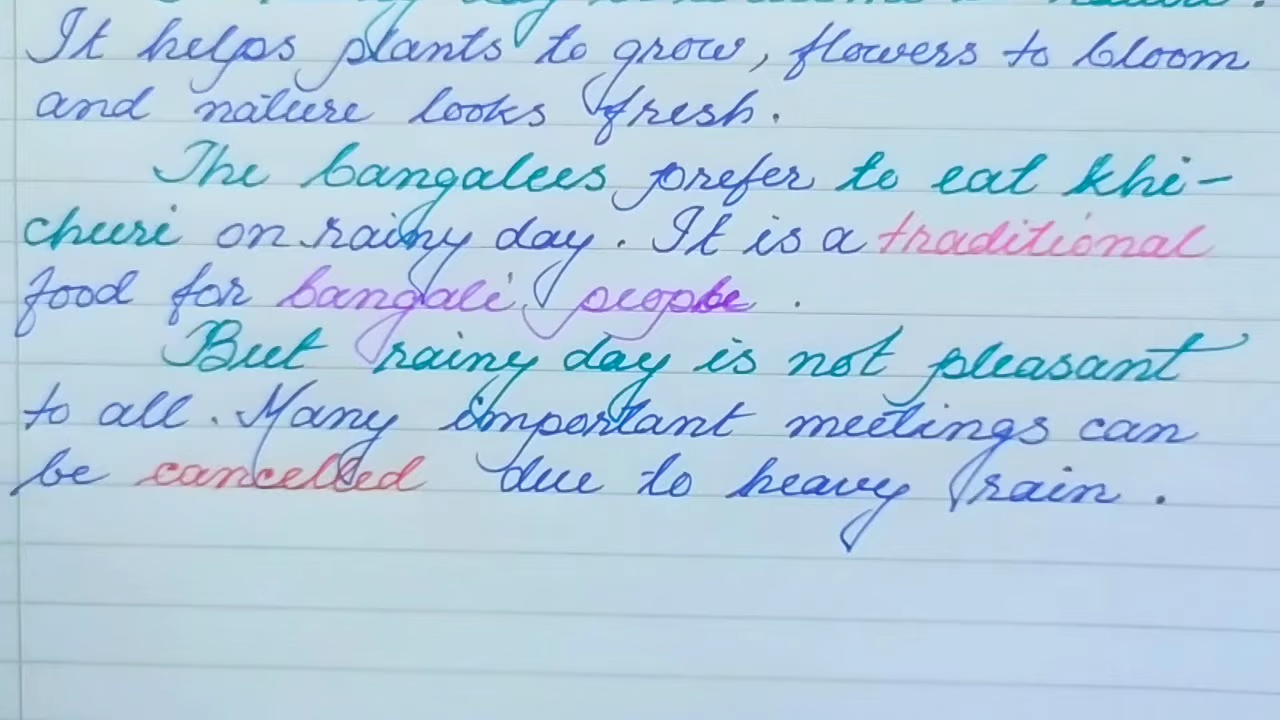 It helps plants to grow, flowers to bloom
and nature looks fresh.
The bangalees prefer to eat khi-
churi on rainy day. It is a traditional
food for bangali people.
But rainy day is not pleasant
to all. Many important meetings can
be cancelled due to heavy rain.